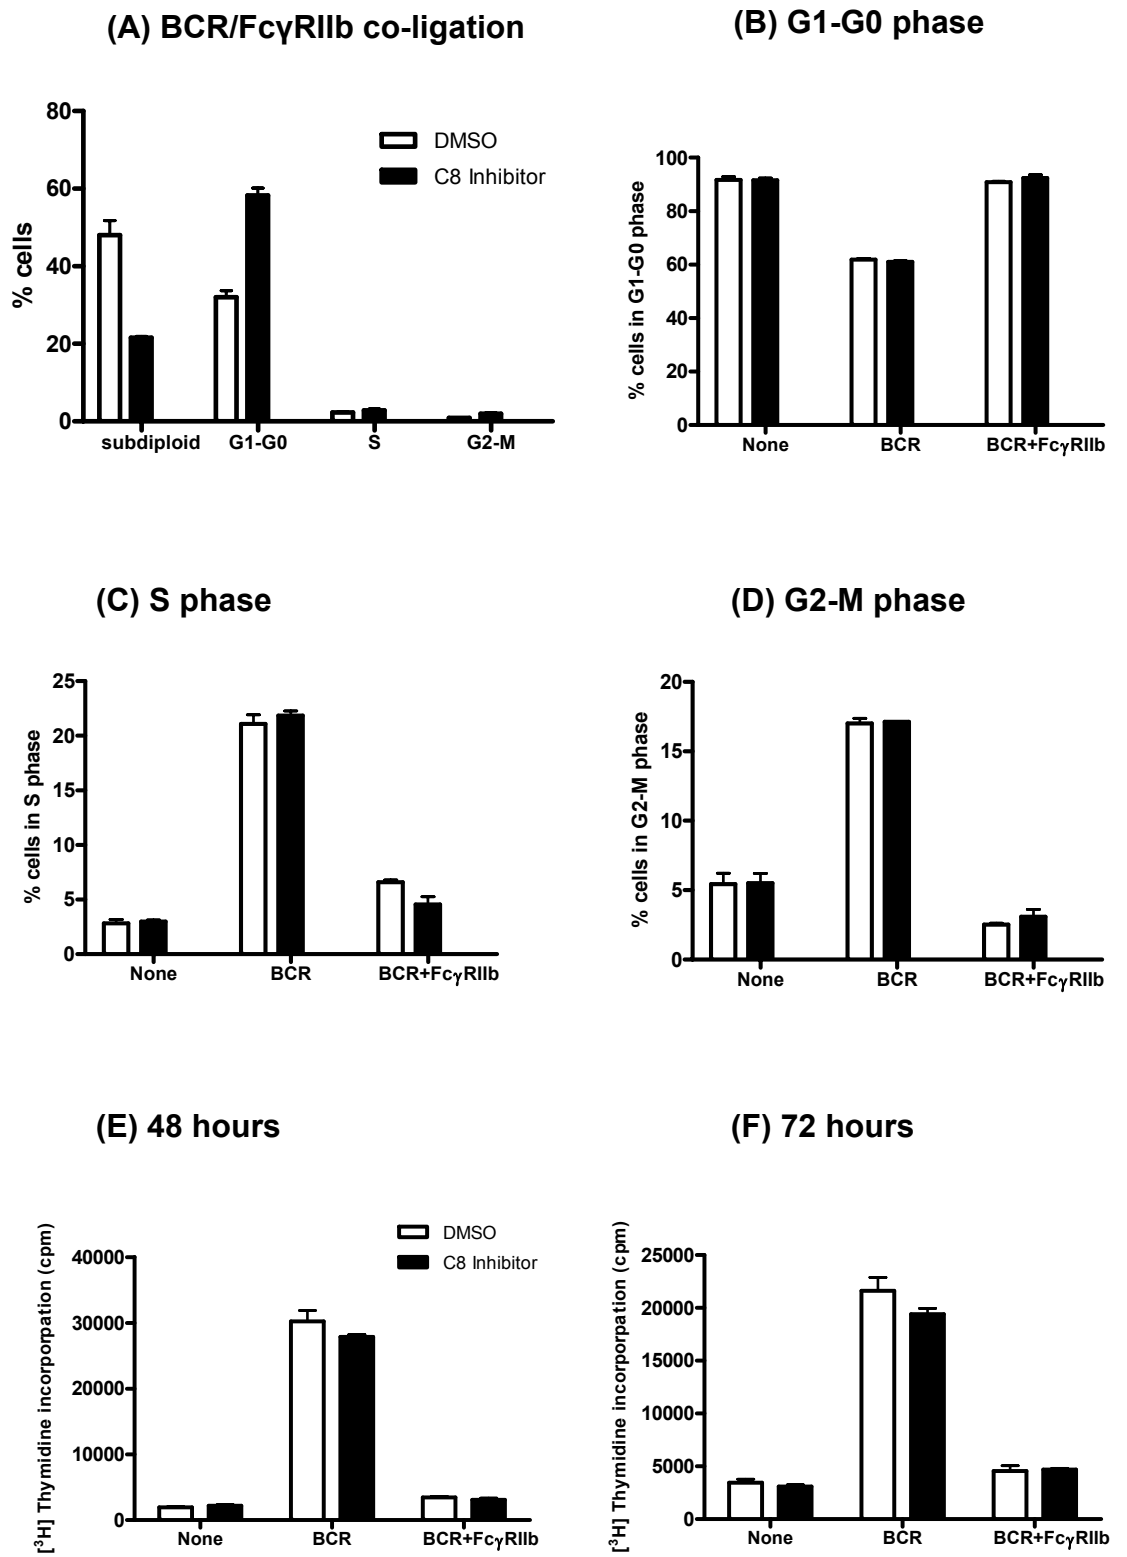 (A) BCR/FcγRIIb co-ligation
80
60
40
20
0
% cells
DMSO
C8 Inhibitor
subdiploid G1-G0 S G2-M
(B) G1-G0 phase
100
80
60
40
20
0
% cells in G1-G0 phase
None BCR BCR+FcγRIIb
(C) S phase
25
20
15
10
5
0
% cells in S phase
None BCR BCR+FcγRIIb
(D) G2-M phase
20
15
10
5
0
% cells in G2-M phase
None BCR BCR+FcγRIIb
(E) 48 hours
40000
30000
20000
10000
0
[³H] Thymidine incorporpation (cpm)
DMSO
C8 Inhibitor
None BCR BCR+FcγRIIb
(F) 72 hours
25000
20000
15000
10000
5000
0
[³H] Thymidine incorporpation (cpm)
None BCR BCR+FcγRIIb